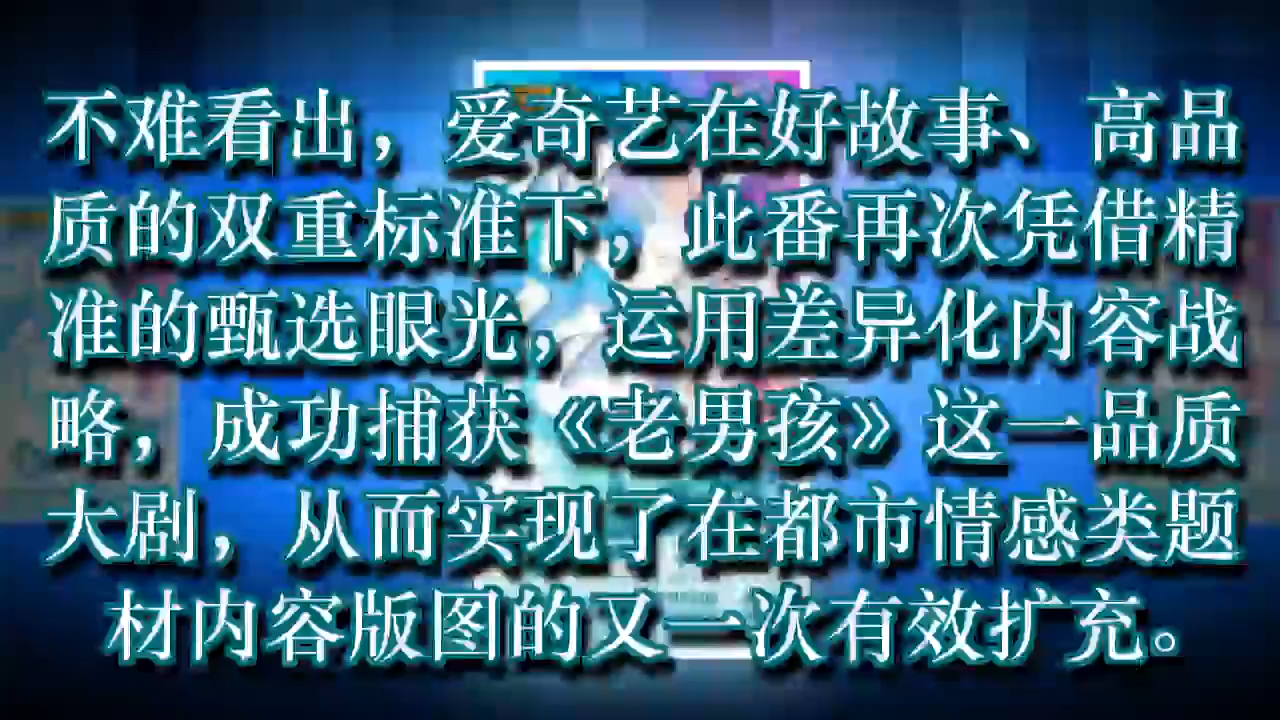 不难看出，爱奇艺在好故事、高品
质的双重标准下，此番再次凭借精
准的甄选眼光，运用差异化内容战
略，成功捕获《老男孩》这一品质
大剧，从而实现了在都市情感类题
材内容版图的又一次有效扩充。